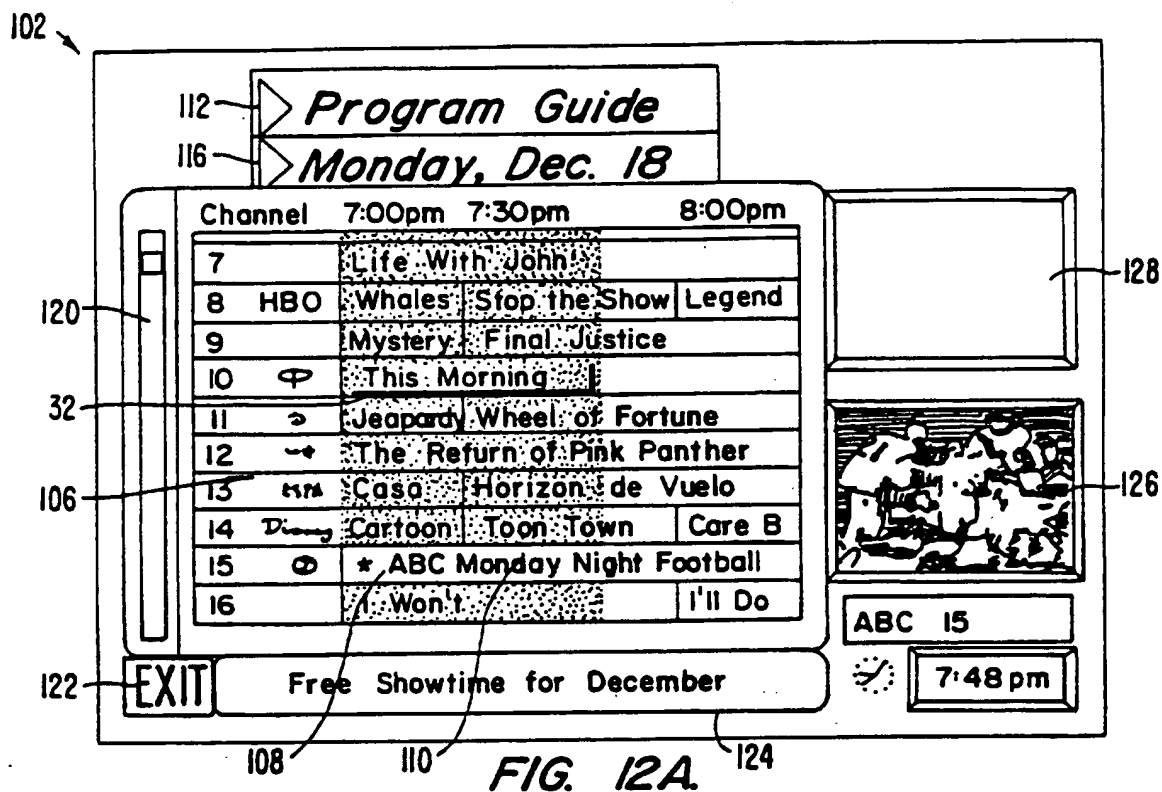 102
112 Program Guide
116 Monday, Dec. 18
Channel 7:00pm 7:30pm 8:00pm
7 Life With John
128
8 HBO Whales Stop the Show Legend
120
9 Mystery Final Justice
10 This Morning
32
11 Jeapardy Wheel of Fortune
12 The Return of Pink Panther
106
13 Casa Horizon de Vuelo
126
14 Disney Cartoon Toon Town Care B
15 * ABC Monday Night Football
16 I Won't I'll Do
ABC 15
122 EXIT Free Showtime for December
7:48 pm
108 110 124
FIG. 12A.